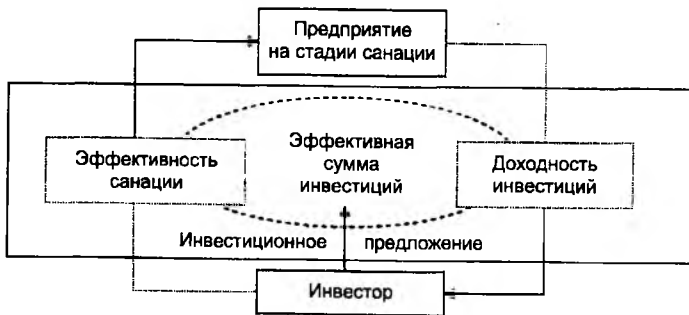 Предприятие
на стадии санации
Эффективность
санации
Эффективная
сумма
инвестиций
Доходность
инвестиций
Инвестиционное предложение
Инвестор